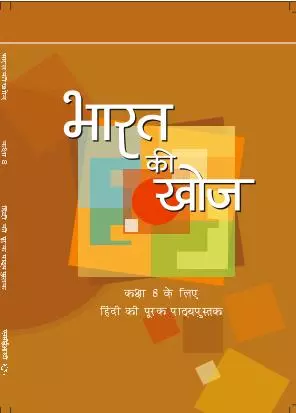 भारत
की
खोज
कक्षा 8 के लिए
हिंदी की पूरक पाठ्यपुस्तक